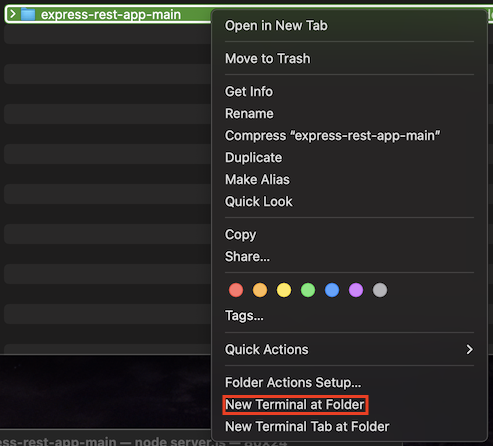 express-rest-app-main
Open in New Tab
Move to Trash
Get Info
Rename
Compress “express-rest-app-main”
Duplicate
Make Alias
Quick Look
Copy
Share...
Tags...
Quick Actions
Folder Actions Setup...
New Terminal at Folder
New Terminal Tab at Folder
ess-rest-app-main — node server.js — 80x24